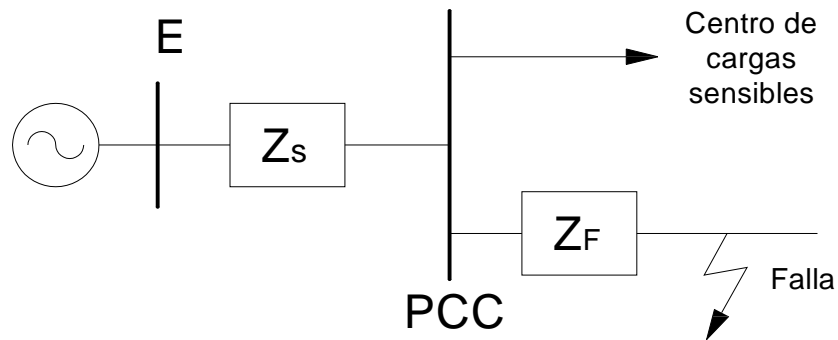 E
Zs
Centro de
cargas
sensibles
ZF
Falla
PCC